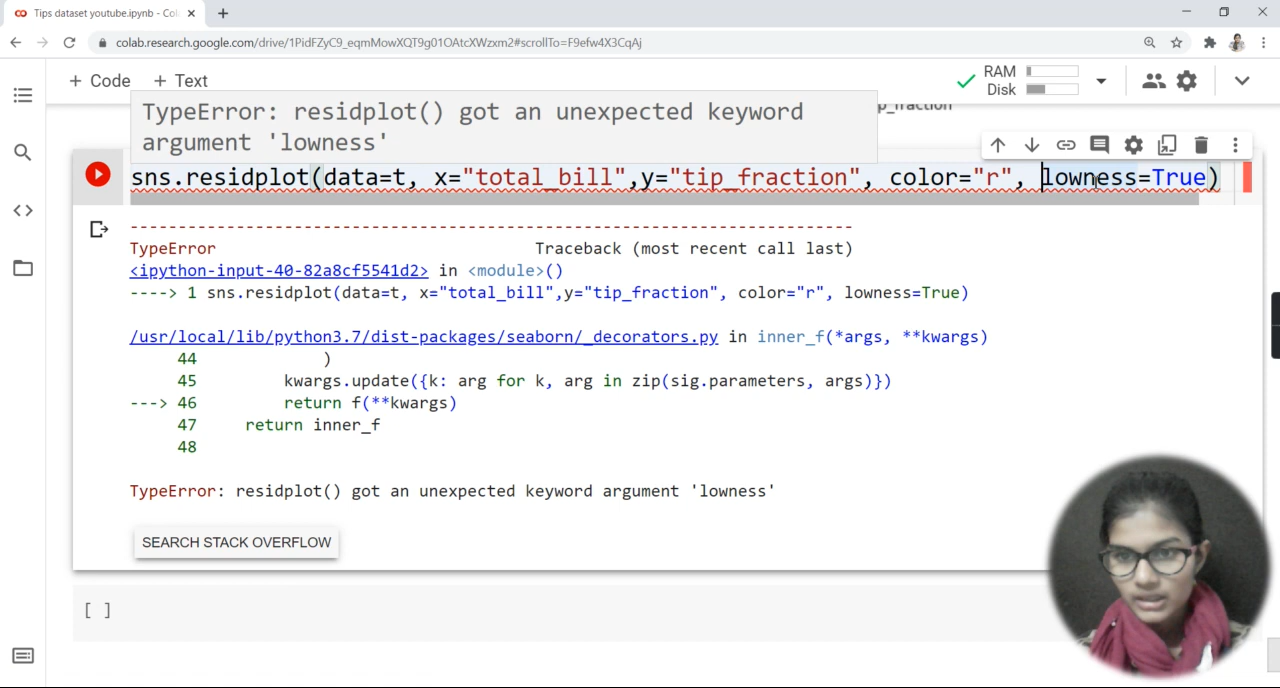 Tips dataset youtube.ipynb - Cola
colab.research.google.com/drive/1PidFZyC9_eqmMowXQT9g01OAtcXWzxm2#scrollTo=F9efw4X3CqAj
+ Code + Text
RAM
Disk
TypeError: residplot() got an unexpected keyword
argument 'lowness'
sns.residplot(data=t, x="total_bill",y="tip_fraction", color="r", lowness=True)
---------------------------------------------------------------------------
TypeError Traceback (most recent call last)
<ipython-input-40-82a8cf5541d2> in <module>()
----> 1 sns.residplot(data=t, x="total_bill",y="tip_fraction", color="r", lowness=True)
/usr/local/lib/python3.7/dist-packages/seaborn/_decorators.py in inner_f(*args, **kwargs)
44 )
45 kwargs.update({k: arg for k, arg in zip(sig.parameters, args)})
---> 46 return f(**kwargs)
47 return inner_f
48
TypeError: residplot() got an unexpected keyword argument 'lowness'
SEARCH STACK OVERFLOW
[ ]